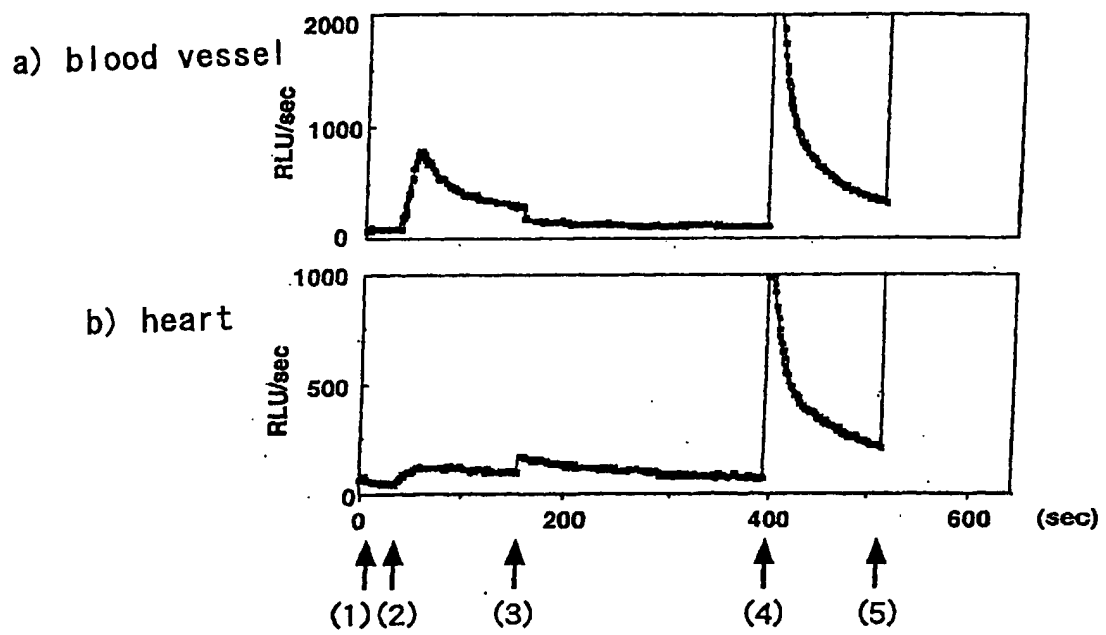 a) blood vessel
RLU/sec
2000
1000
0
b) heart
RLU/sec
1000
500
0
0 200 400 600 (sec)
(1) (2) (3) (4) (5)